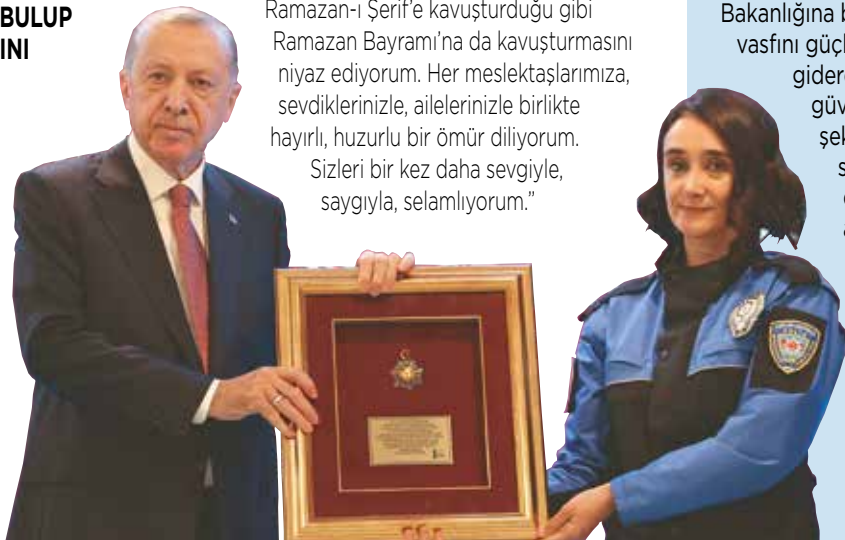 BULUP
INI
Ramazan-ı Şerif’e kavuşturduğu gibi
Ramazan Bayramı’na da kavuşturmasını
niyaz ediyorum. Her meslektaşlarımıza,
sevdiklerinizle, ailelerinizle birlikte
hayırlı, huzurlu bir ömür diliyorum.
Sizleri bir kez daha sevgiyle,
saygıyla, selamlıyorum.”
Bakanlığına b
vasfını güçl
gider
güv
şek
s